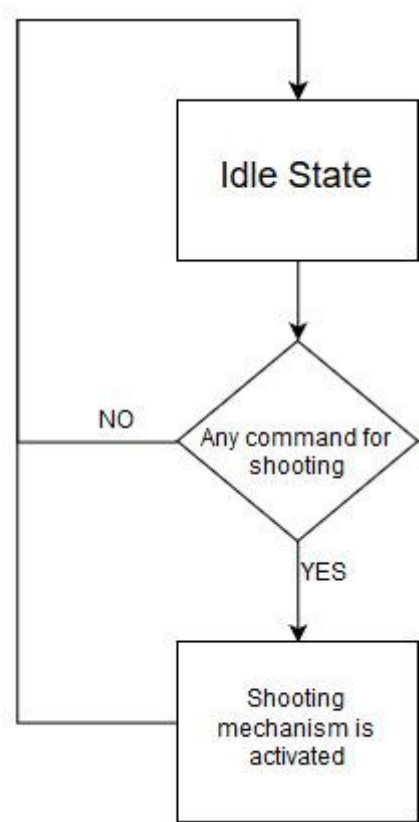 Idle State
NO
Any command for
shooting
YES
Shooting
mechanism is
activated